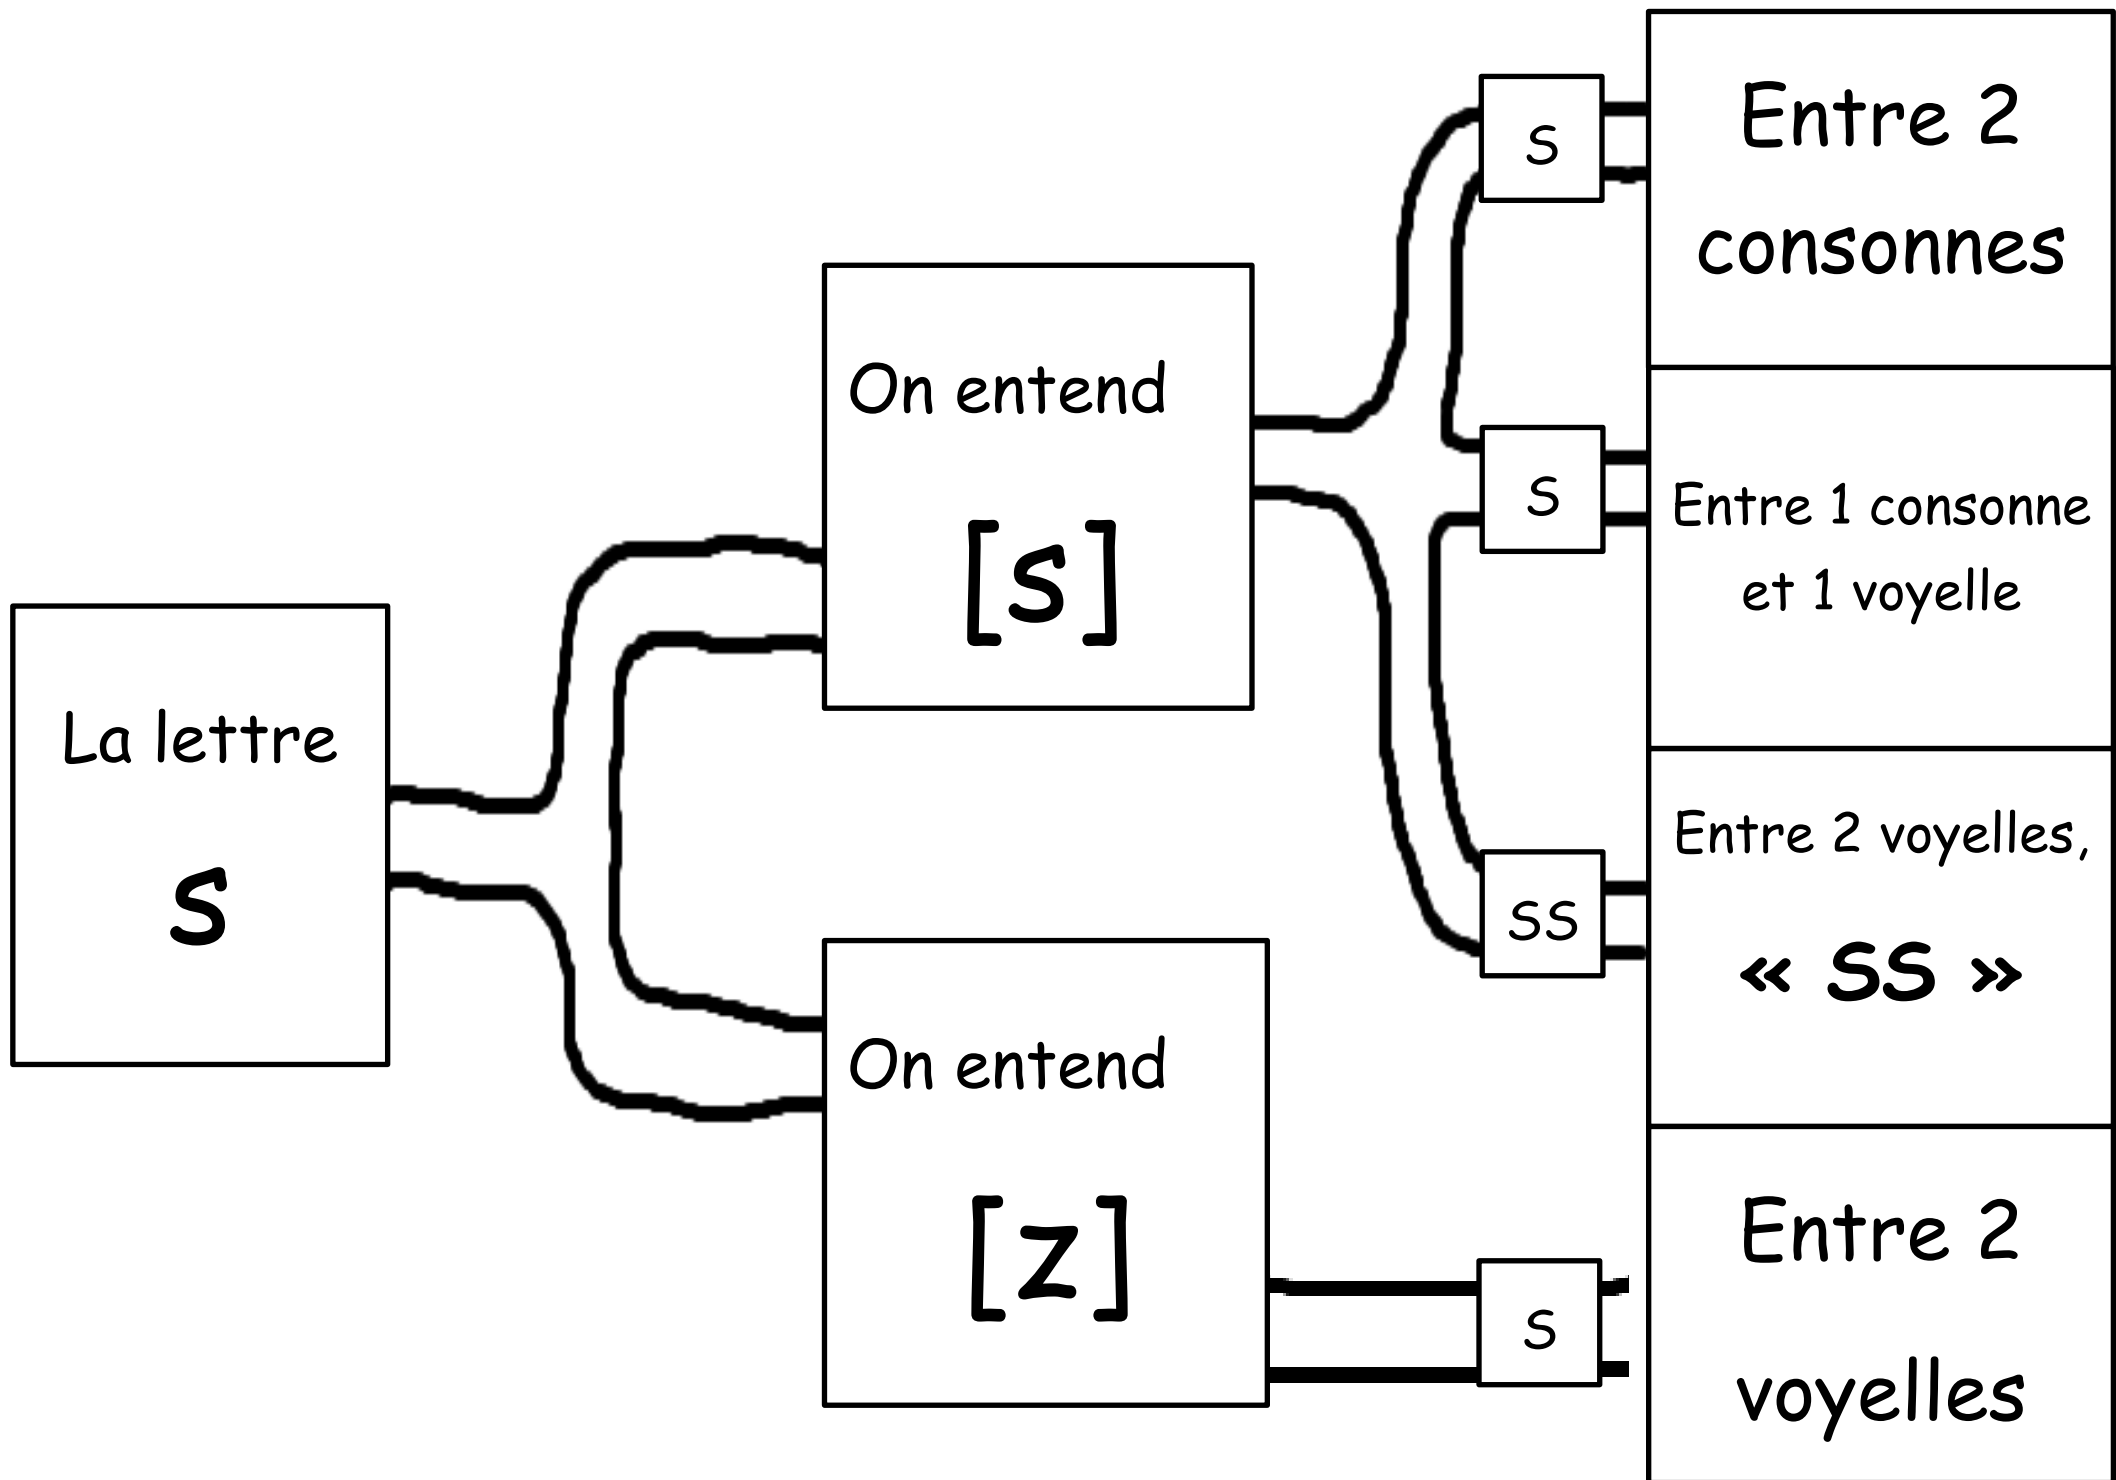 La lettre
s
On entend
[s]
On entend
[z]
s
Entre 2
consonnes
s
Entre 1 consonne
et 1 voyelle
ss
Entre 2 voyelles,
« ss »
s
Entre 2
voyelles